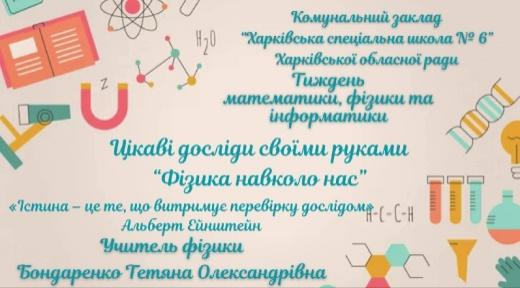 Комунальний заклад
"Харківська спеціальна школа № 6"
Харківської обласної ради
Тиждень
математики, фізики та
інформатики
H₂O
Цікаві досліди своїми руками
"Фізика навколо нас"
«Істина – це те, що витримує перевірку дослідом»
Альберт Ейнштейн
H-C=C-H
Учитель фізики
Бондаренко Тетяна Олександрівна